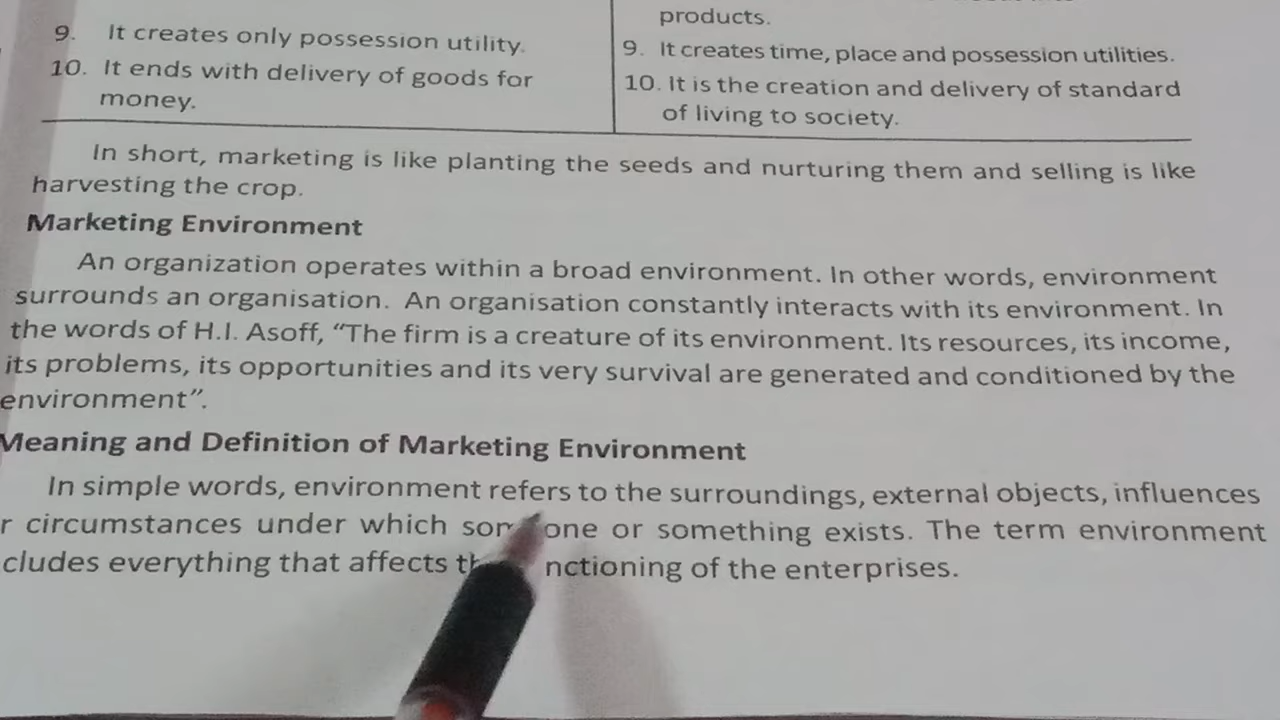 products.
9. It creates only possession utility.
10. It ends with delivery of goods for
money.
9. It creates time, place and possession utilities.
10. It is the creation and delivery of standard
of living to society.
In short, marketing is like planting the seeds and nurturing them and selling is like
harvesting the crop.
Marketing Environment
An organization operates within a broad environment. In other words, environment
surrounds an organisation. An organisation constantly interacts with its environment. In
the words of H.I. Asoff, “The firm is a creature of its environment. Its resources, its income,
its problems, its opportunities and its very survival are generated and conditioned by the
environment”.
Meaning and Definition of Marketing Environment
In simple words, environment refers to the surroundings, external objects, influences
r circumstances under which or something exists. The term environment
cludes everything that affects nctioning of the enterprises.